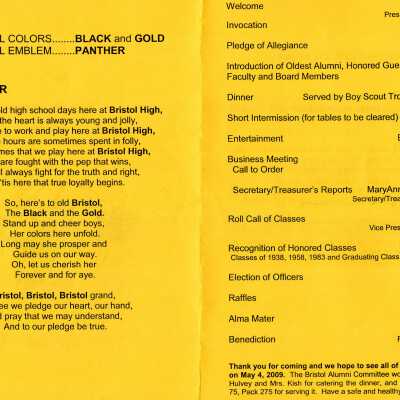 L COLORS........BLACK and GOLD
L EMBLEM........PANTHER
R
old high school days here at Bristol High,
the heart is always young and jolly,
e to work and play here at Bristol High,
hours are sometimes spent in folly,
mes that we play here at Bristol High,
are fought with the pep that wins,
l always fight for the truth and right,
'tis here that true loyalty begins.
So, here's to old Bristol,
The Black and the Gold.
Stand up and cheer boys,
Her colors here unfold.
Long may she prosper and
Guide us on our way.
Oh, let us cherish her
Forever and for aye.
ristol, Bristol, Bristol grand,
ee we pledge our heart, our hand,
d pray that we may understand,
And to our pledge be true.
Welcome
Pres
Invocation
Pledge of Allegiance
Introduction of Oldest Alumni, Honored Gue
Faculty and Board Members
Dinner Served by Boy Scout Tro
Short Intermission (for tables to be cleared)
Entertainment
Business Meeting
Call to Order
Secretary/Treasurer's Reports MaryAnn
Secretary/Treas
Roll Call of Classes
Vice Pres
Recognition of Honored Classes
Classes of 1938, 1958, 1983 and Graduating Class
Election of Officers
Raffles
Alma Mater
Benediction
Thank you for coming and we hope to see all of
on May 4, 2009. The Bristol Alumni Committee wo
Hulvey and Mrs. Kish for catering the dinner, and
75, Pack 275 for serving it. Have a safe and healthy